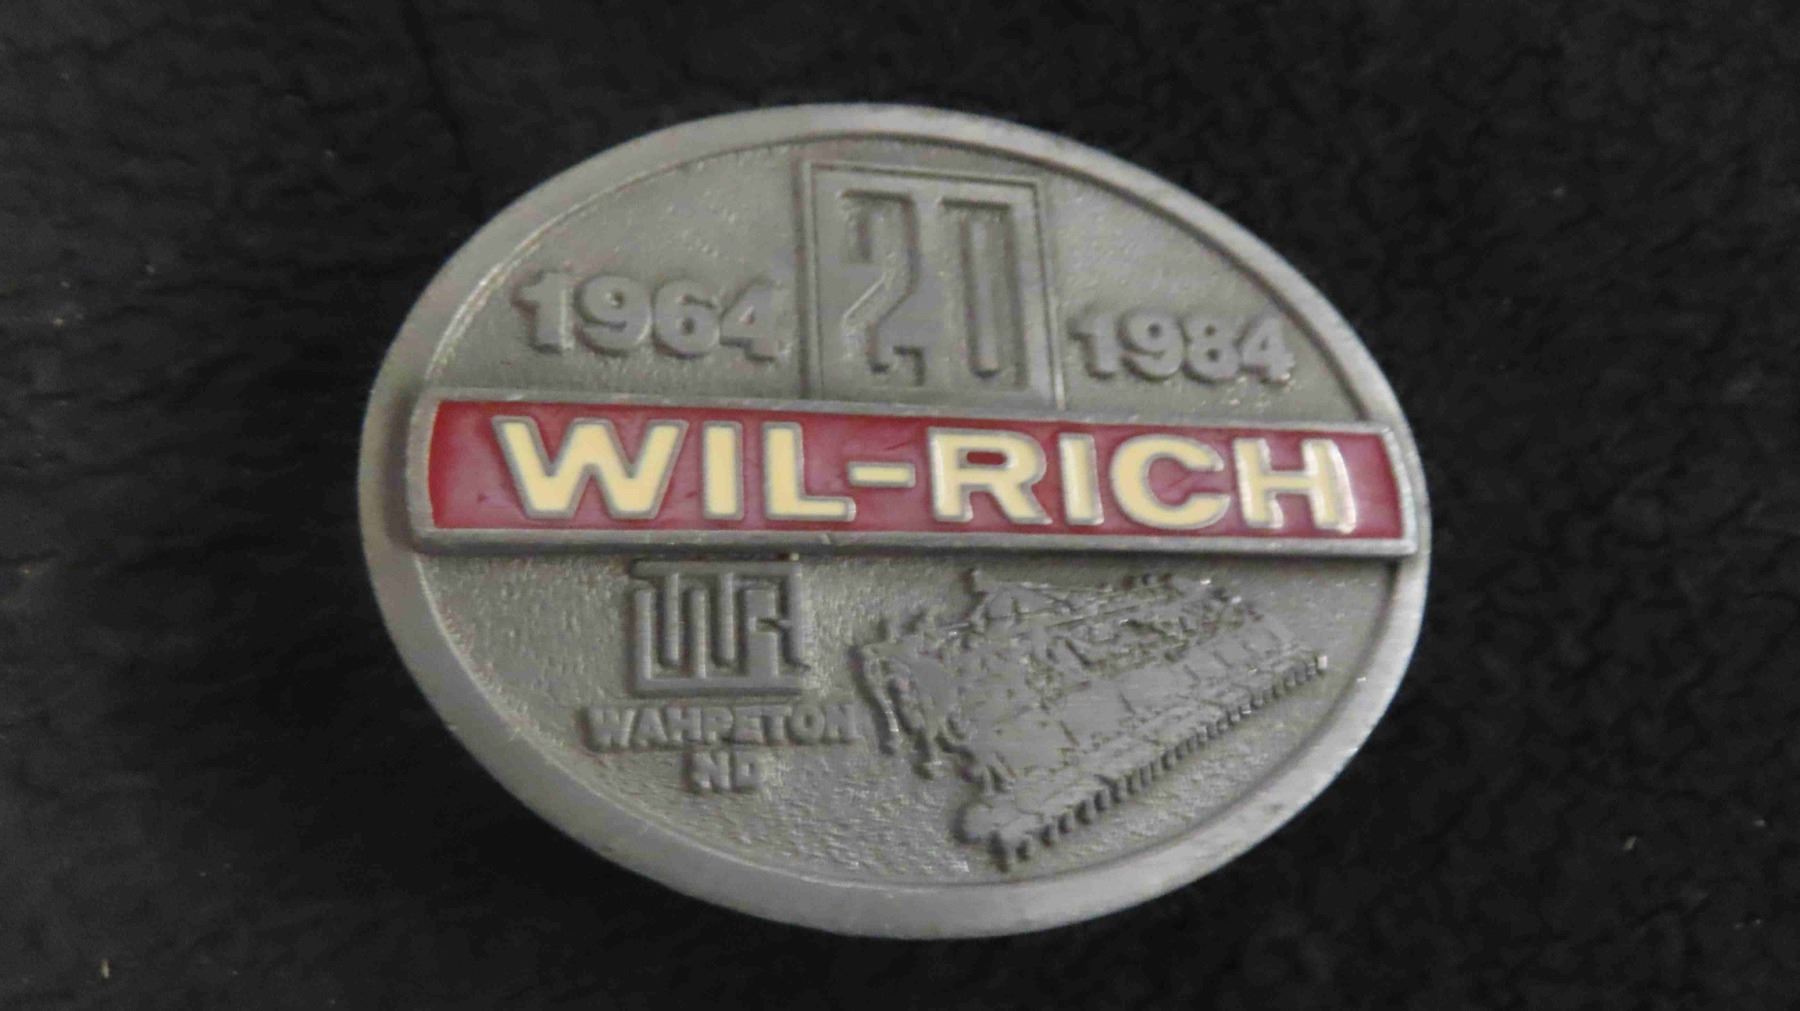 20
1964 1984
WIL-RICH
WR
WAHPETON
ND